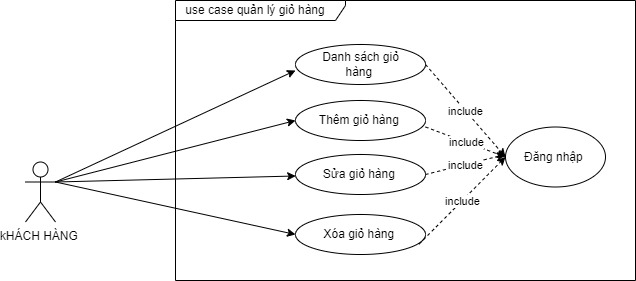 use case quản lý giỏ hàng
Danh sách giỏ
hàng
include
Thêm giỏ hàng
include
Đăng nhập
include
Sửa giỏ hàng
include
Xóa giỏ hàng
kHÁCH HÀNG